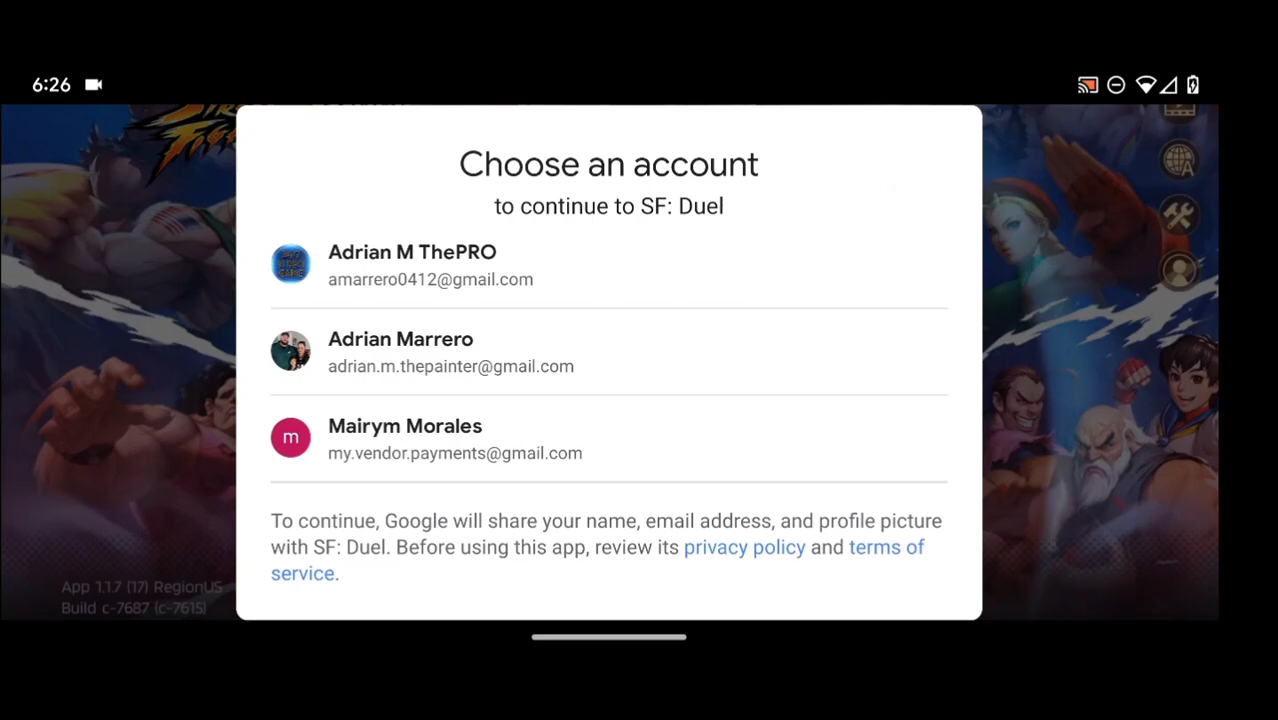 6:26
Choose an account
to continue to SF: Duel
Adrian M ThePRO
amarrero0412@gmail.com
Adrian Marrero
adrian.m.thepainter@gmail.com
m
Mairym Morales
my.vendor.payments@gmail.com
To continue, Google will share your name, email address, and profile picture
with SF: Duel. Before using this app, review its privacy policy and terms of
service.
App 1.1.7 (17) RegionUS
Build c-7687 (c-7615)